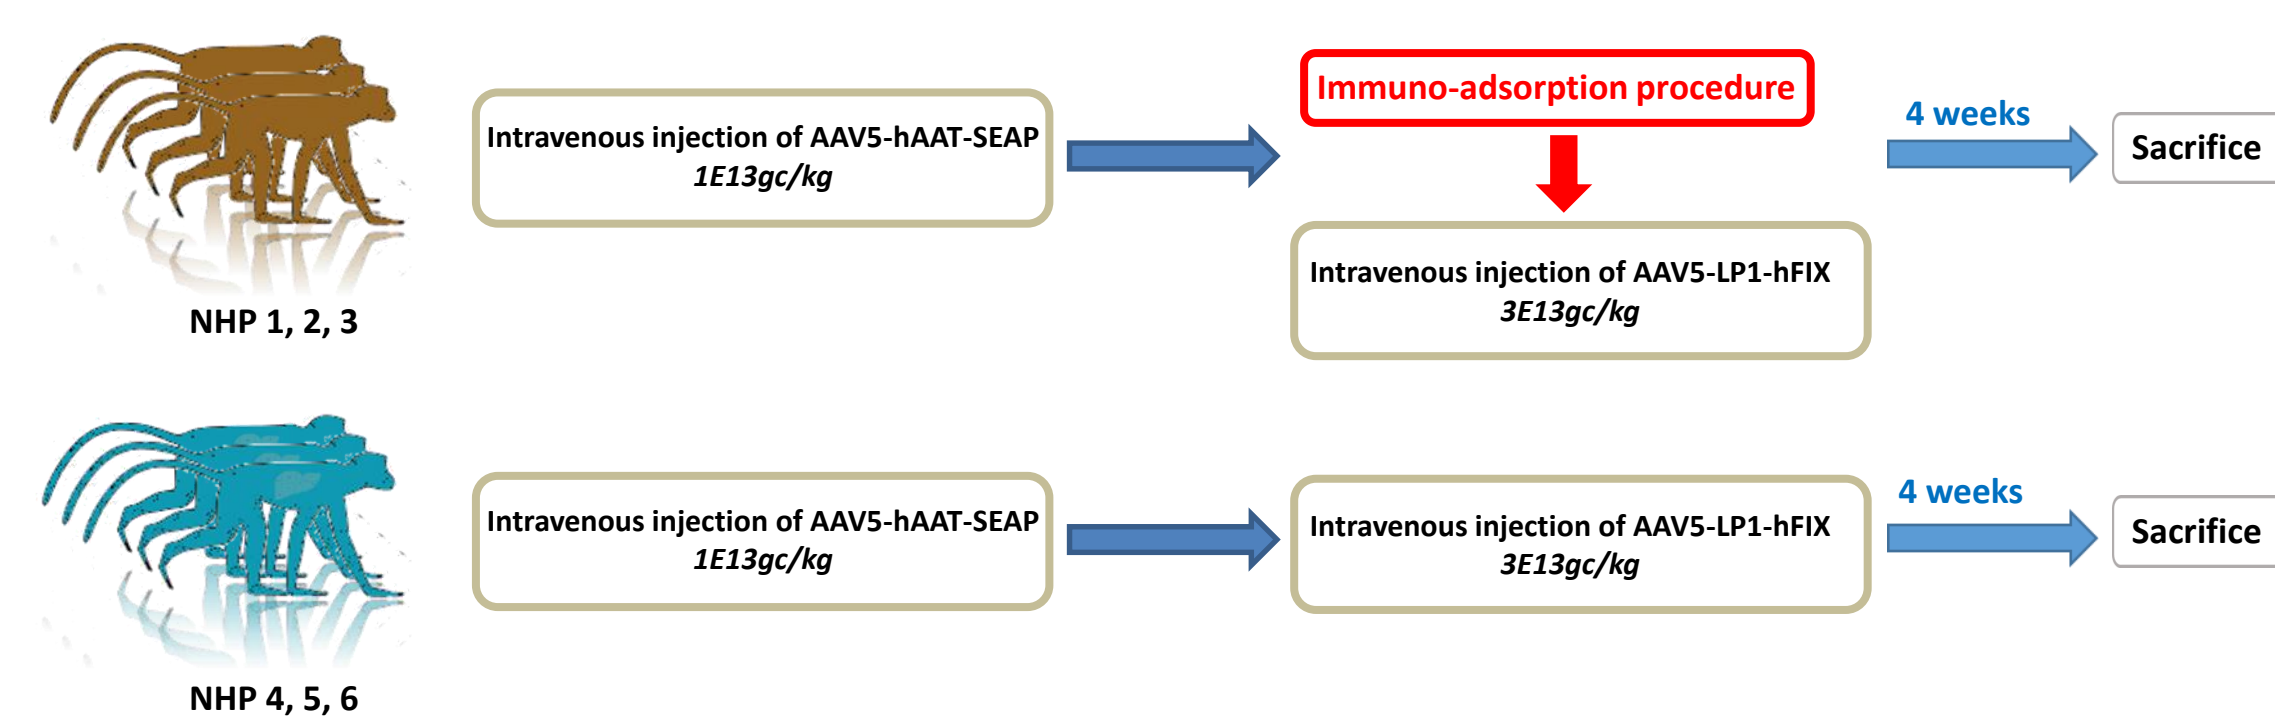 Immuno-adsorption procedure
4 weeks
Intravenous injection of AAV5-hAAT-SEAP
1E13gc/kg
Sacrifice
Intravenous injection of AAV5-LP1-hFIX
3E13gc/kg
NHP 1, 2, 3
4 weeks
Intravenous injection of AAV5-hAAT-SEAP
1E13gc/kg
Intravenous injection of AAV5-LP1-hFIX
3E13gc/kg
Sacrifice
NHP 4, 5, 6